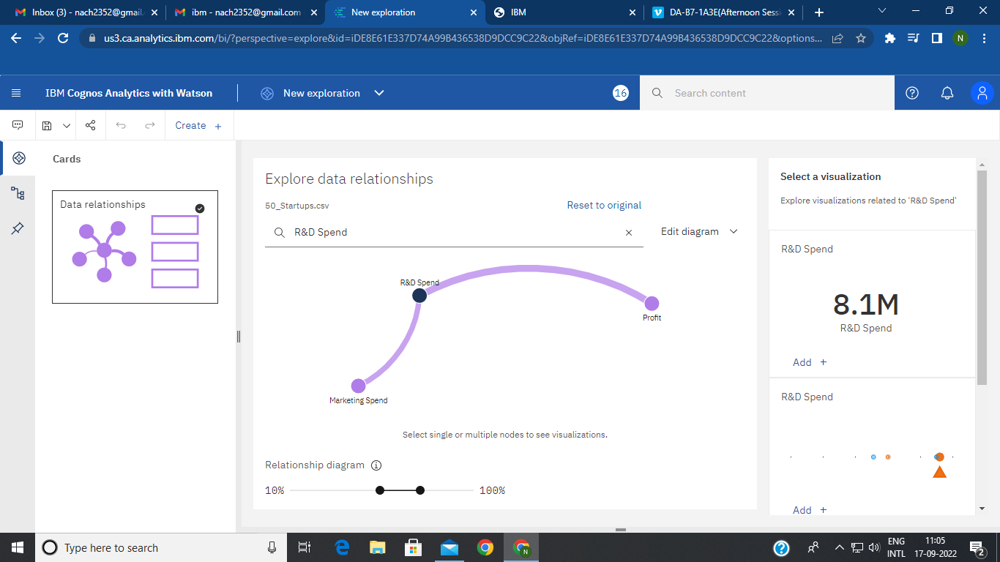 Inbox (3) - nach2352@gmail.
ibm - nach2352@gmail.com
New exploration
IBM
DA-B7-1A3E(Afternoon Sessi
us3.ca.analytics.ibm.com/bi/?perspective=explore&id=iDE8E61E337D74A99B436538D9DCC9C22&objRef=iDE8E61E337D74A99B436538D9DCC9C22&options...
N
IBM Cognos Analytics with Watson
New exploration
16
Search content
Create +
Cards
Data relationships
Explore data relationships
50_Startups.csv
Reset to original
R&D Spend
Edit diagram
R&D Spend
Profit
Marketing Spend
Select single or multiple nodes to see visualizations.
Relationship diagram
10%
100%
Select a visualization
Explore visualizations related to 'R&D Spend'
R&D Spend
8.1M
R&D Spend
Add +
R&D Spend
Add +
Type here to search
N
ENG
INTL
11:05
17-09-2022
2